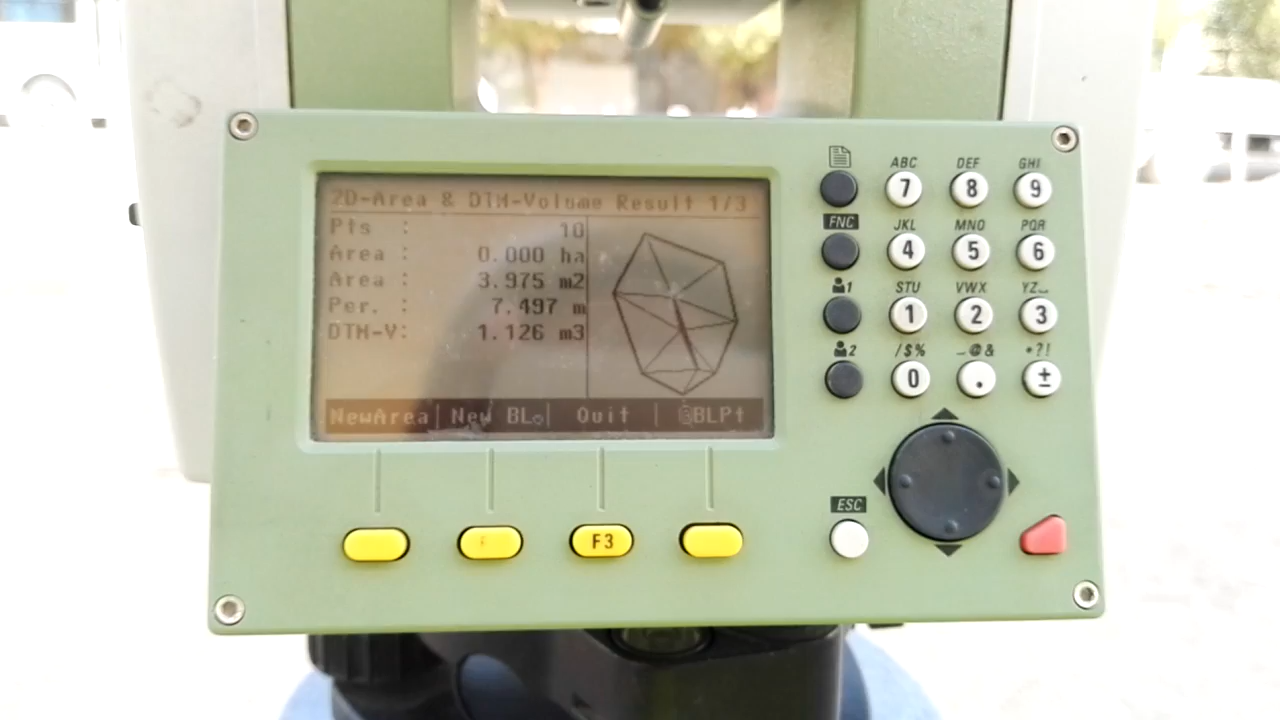 2D-Area & DTM-Volume Result 1/3
Pts : 10
Area : 0.000 ha
Area : 3.975 m2
Per. : 7.497 m
DTM-V: 1.126 m3
NewArea New BL Quit BLPt
F3
ABC DEF GHI
7 8 9
FNC JKL MNO PQR
4 5 6
1 STU VWX YZ
1 2 3
2 /$% _@& *?!
0 . ±
ESC